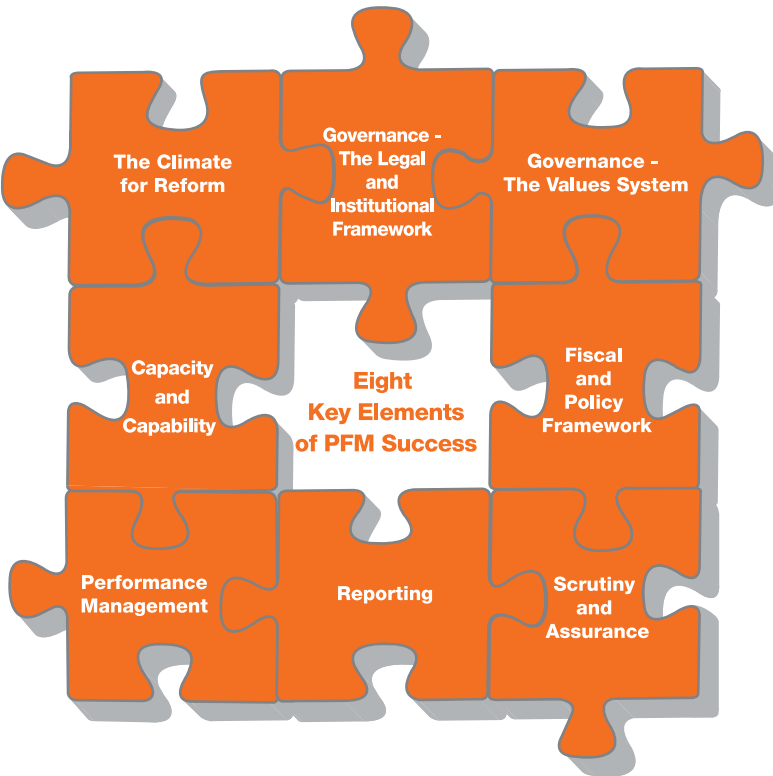 The Climate
for Reform
Governance -
The Legal
and
Institutional
Framework
Governance -
The Values System
Capacity
and
Capability
Eight
Key Elements
of PFM Success
Fiscal
and
Policy
Framework
Performance
Management
Reporting
Scrutiny
and
Assurance